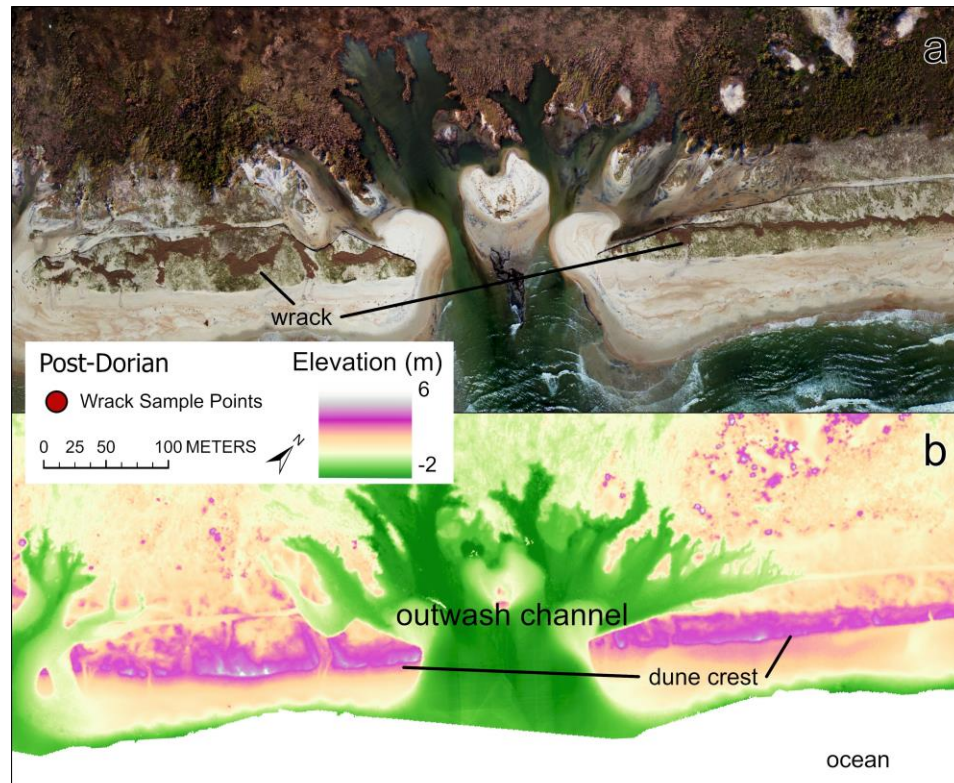 a
wrack
Post-Dorian
Wrack Sample Points
0 25 50 100 METERS
N
Elevation (m)
6
-2
b
outwash channel
dune crest
ocean